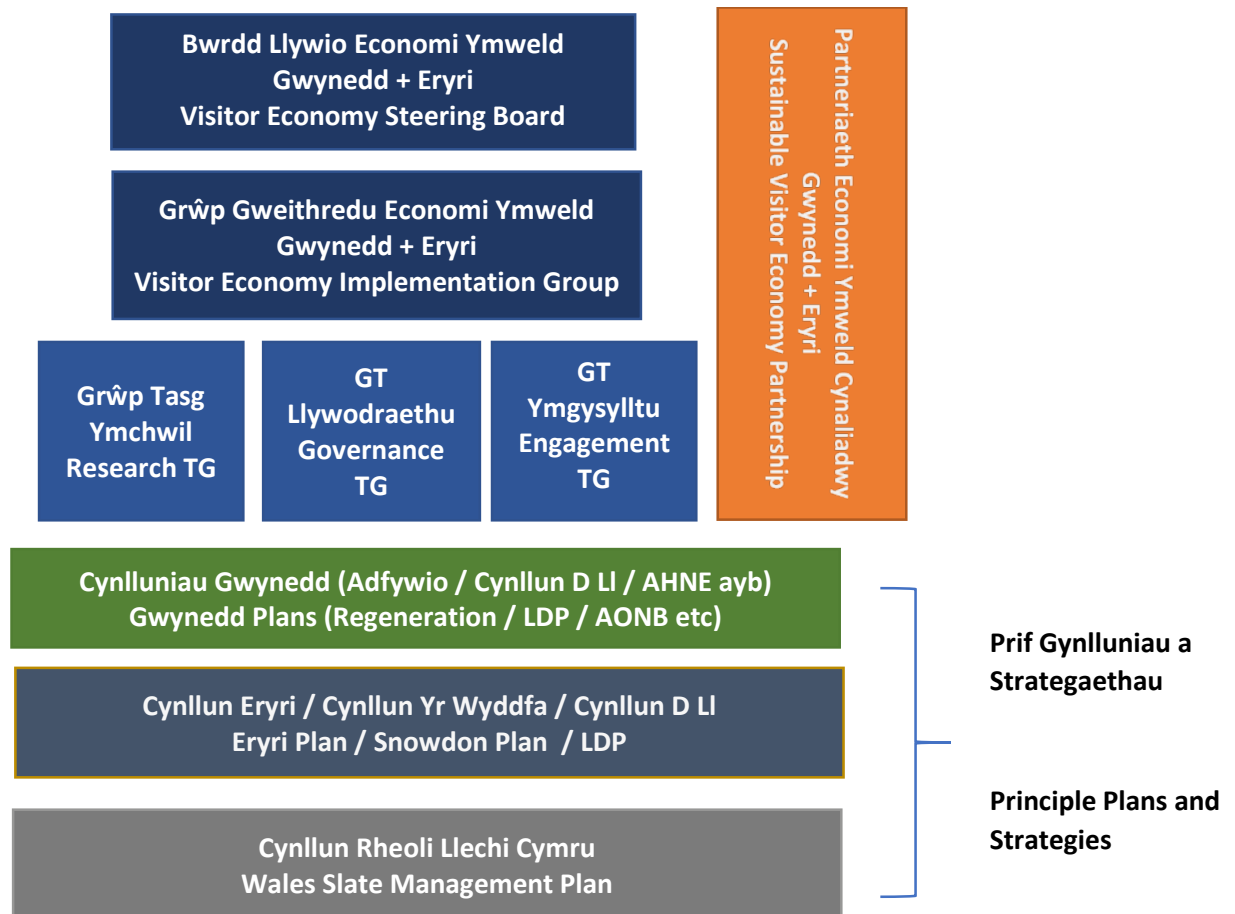 Bwrdd Llywio Economi Ymweld
Gwynedd + Eryri
Visitor Economy Steering Board
Grŵp Gweithredu Economi Ymweld
Gwynedd + Eryri
Visitor Economy Implementation Group
Grŵp Tasg
Ymchwil
Research TG
GT
Llywodraethu
Governance
TG
GT
Ymgysylltu
Engagement
TG
Partneriaeth Economi Ymweld Cynaliadwy
Gwynedd + Eryri
Sustainable Visitor Economy Partnership
Cynlluniau Gwynedd (Adfywio / Cynllun D Ll / AHNE ayb)
Gwynedd Plans (Regeneration / LDP / AONB etc)
Cynllun Eryri / Cynllun Yr Wyddfa / Cynllun D Ll
Eryri Plan / Snowdon Plan / LDP
Cynllun Rheoli Llechi Cymru
Wales Slate Management Plan
Prif Gynlluniau a
Strategaethau
Principle Plans and
Strategies